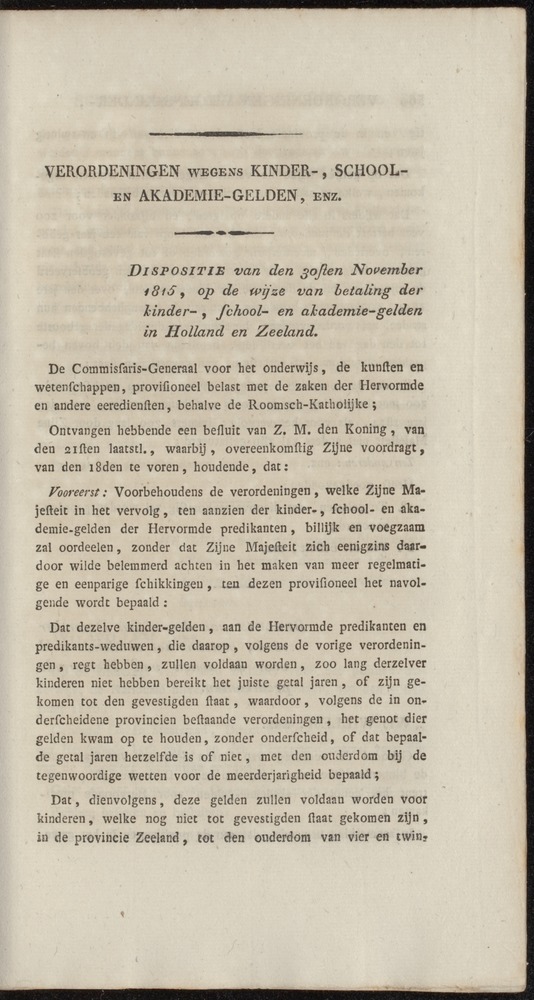 VERORDENINGEN WEGENS KINDER-, SCHOOL-
EN AKADEMIE-GELDEN, ENZ.
DISPOSITIE van den 30ſten November
1815, op de wijze van betaling der
kinder-, ſchool- en akademie-gelden
in Holland en Zeeland.
De Commisſaris-Generaal voor het onderwijs, de kunſten en
wetenſchappen, proviſioneel belast met de zaken der Hervormde
en andere eeredienſten, behalve de Roomsch-Katholijke;
Ontvangen hebbende een beſluit van Z. M. den Koning, van
den 21ſten laatstl., waarbij, overeenkomſtig Zijne voordragt,
van den 18den te voren, houdende, dat:
Vooreerst: Voorbehoudens de verordeningen, welke Zijne Ma-
jeſteit in het vervolg, ten aanzien der kinder-, ſchool- en aka-
demie-gelden der Hervormde predikanten, billijk en voegzaam
zal oordeelen, zonder dat Zijne Majeſteit zich eenigzins daar-
door wilde belemmerd achten in het maken van meer regelmati-
ge en eenparige ſchikkingen, ten dezen proviſioneel het navol-
gende wordt bepaald:
Dat dezelve kinder-gelden, aan de Hervormde predikanten en
predikants-weduwen, die daarop, volgens de vorige verordenin-
gen, regt hebben, zullen voldaan worden, zoo lang derzelver
kinderen niet hebben bereikt het juiste getal jaren, of zijn ge-
komen tot den gevestigden ſtaat, waardoor, volgens de in on-
derſcheidene provincien beſtaande verordeningen, het genot dier
gelden kwam op te houden, zonder onderſcheid, of dat bepaal-
de getal jaren hetzelfde is of niet, met den ouderdom bij de
tegenwoordige wetten voor de meerderjarigheid bepaald;
Dat, dienvolgens, deze gelden zullen voldaan worden voor
kinderen, welke nog niet tot gevestigden ſtaat gekomen zijn,
in de provincie Zeeland, tot den ouderdom van vier en twin-